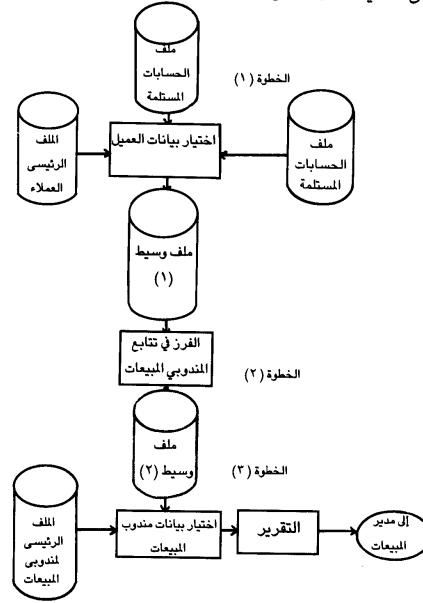 ملف
الحسابات
المستلمة
الخطوة (١)
الملف
الرئيسى
العملاء
اختيار بيانات العميل
ملف
الحسابات
المستلمة
ملف وسيط
(١)
الفرز في تتابع
المندوبي المبيعات
الخطوة (٢)
ملف
وسيط (٢)
الخطوة (٣)
الملف
الرئيسى
لمندوبى
المبيعات
اختيار بيانات مندوب
المبيعات
التقرير
إلى مدير
المبيعات